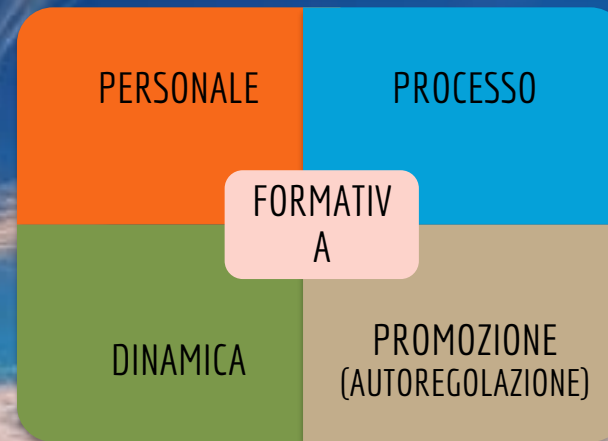 PERSONALE
PROCESSO
FORMATIV
A
DINAMICA
PROMOZIONE
(AUTOREGOLAZIONE)